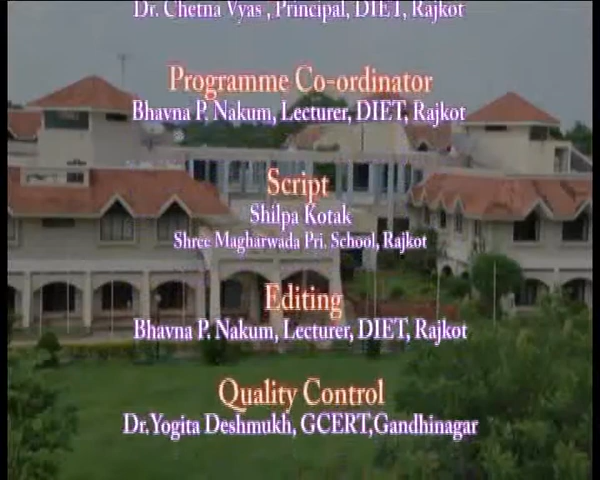 Dr. Chetna Vyas , Principal, DIET, Rajkot
Programme Co-ordinator
Bhavna P. Nakum, Lecturer, DIET, Rajkot
Script
Shilpa Kotak
Shree Magharwada Pri. School, Rajkot
Editing
Bhavna P. Nakum, Lecturer, DIET, Rajkot
Quality Control
Dr.Yogita Deshmukh, GCERT,Gandhinagar